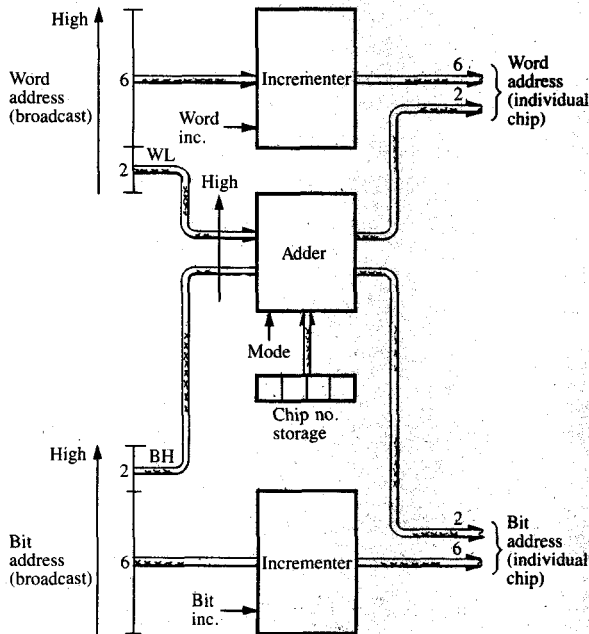 High
Word
address
(broadcast)
6
2
WL
Incrementer
Word
inc.
6
2
Word
address
(individual
chip)
High
Adder
Mode
Chip no.
storage
High
2
BH
Bit
address
(broadcast)
6
Incrementer
Bit
inc.
2
6
Bit
address
(individual
chip)